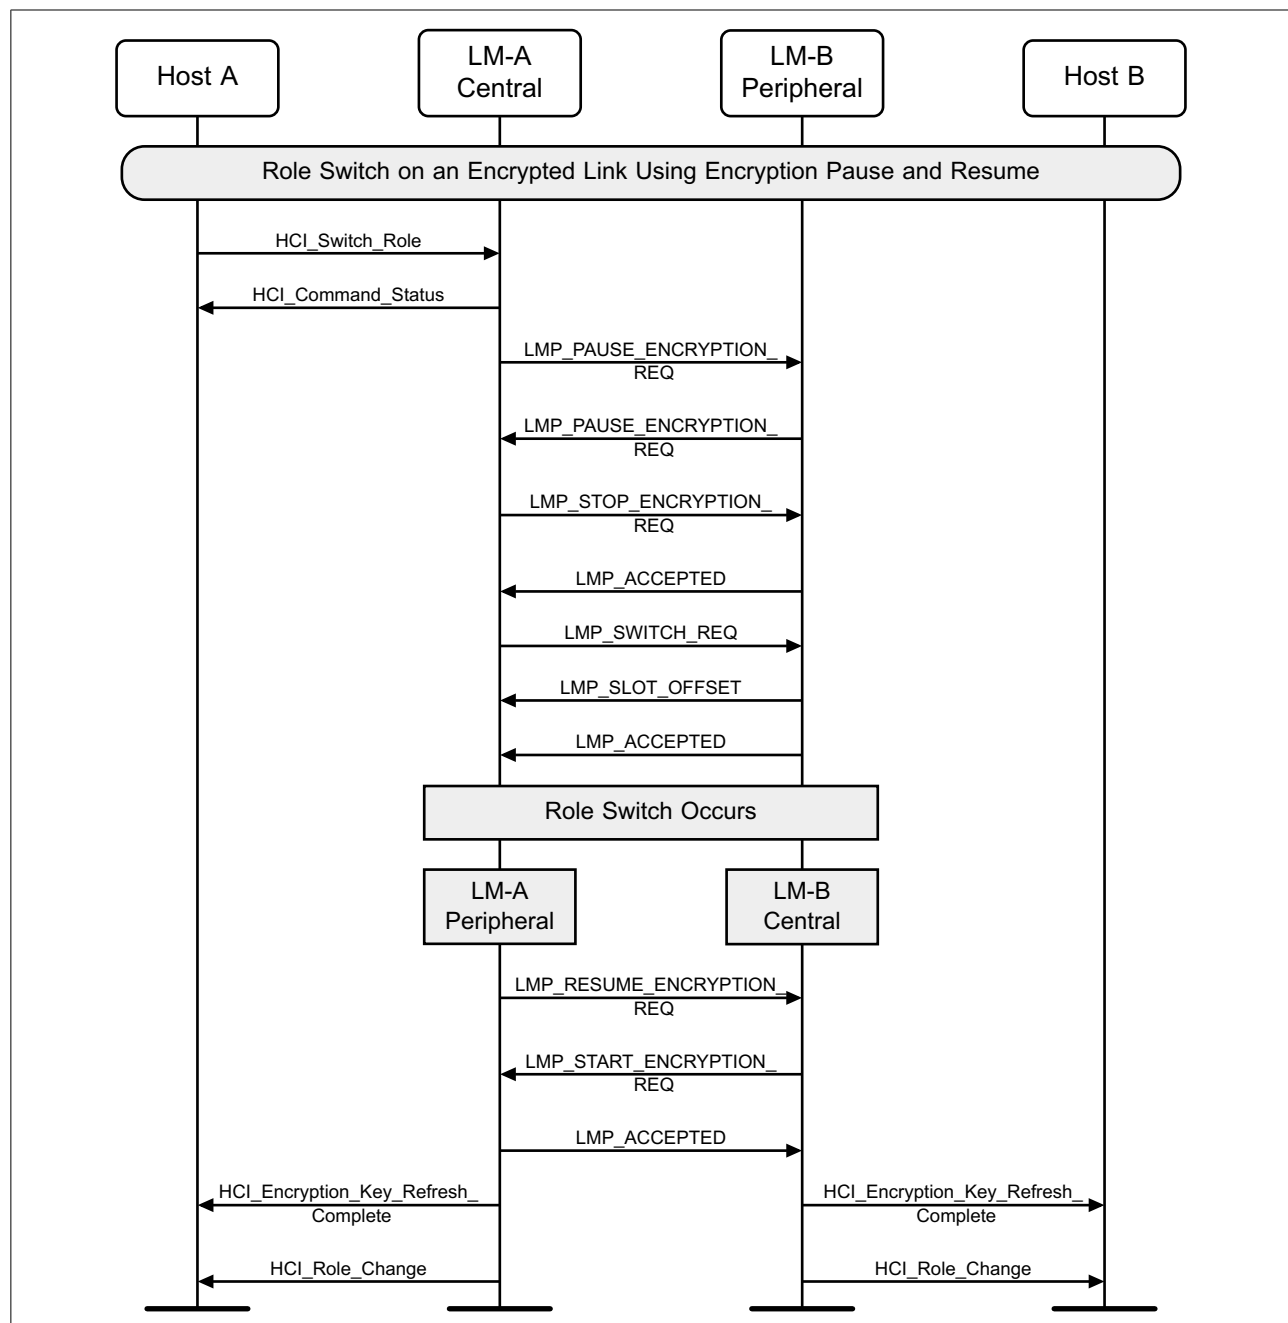 Host A
LM-A
Central
LM-B
Peripheral
Host B
Role Switch on an Encrypted Link Using Encryption Pause and Resume
HCI_Switch_Role
HCI_Command_Status
LMP_PAUSE_ENCRYPTION_
REQ
LMP_PAUSE_ENCRYPTION_
REQ
LMP_STOP_ENCRYPTION_
REQ
LMP_ACCEPTED
LMP_SWITCH_REQ
LMP_SLOT_OFFSET
LMP_ACCEPTED
Role Switch Occurs
LM-A
Peripheral
LM-B
Central
LMP_RESUME_ENCRYPTION_
REQ
LMP_START_ENCRYPTION_
REQ
LMP_ACCEPTED
HCI_Encryption_Key_Refresh_
Complete
HCI_Encryption_Key_Refresh_
Complete
HCI_Role_Change
HCI_Role_Change